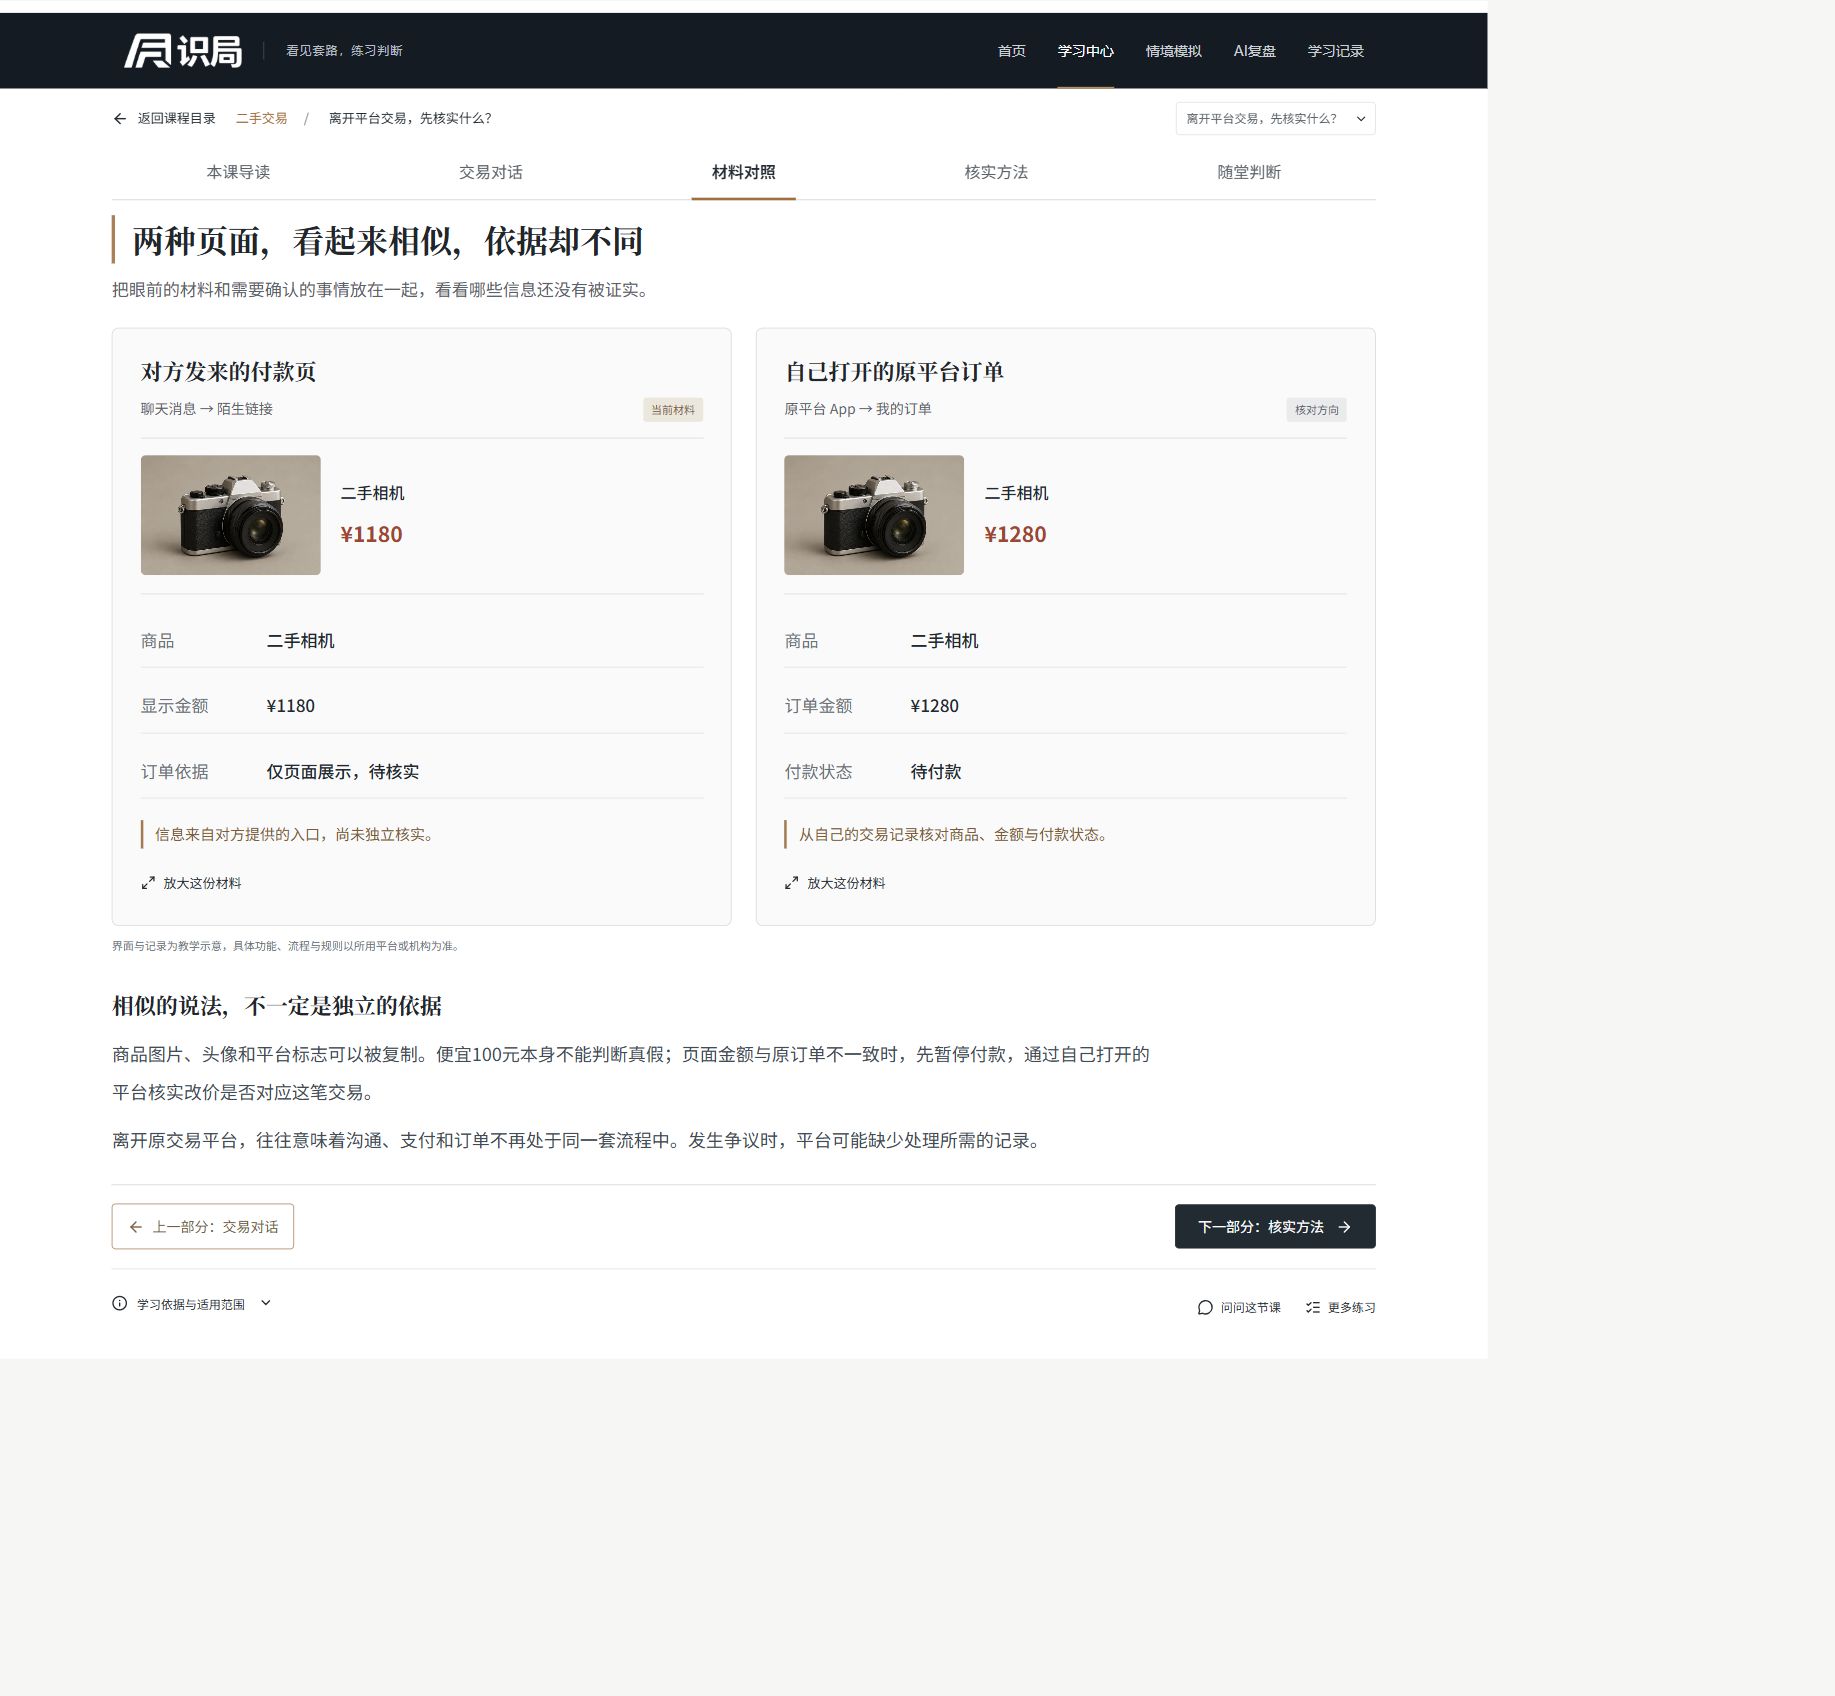 识局
看见套路，练习判断
首页 学习中心 情境模拟 AI复盘 学习记录
返回课程目录 二手交易 / 离开平台交易，先核实什么？
离开平台交易，先核实什么？
本课导读 交易对话 材料对照 核实方法 随堂判断
两种页面，看起来相似，依据却不同
把眼前的材料和需要确认的事情放在一起，看看哪些信息还没有被证实。
对方发来的付款页
聊天消息 → 陌生链接
当前材料
二手相机
¥1180
商品 二手相机
显示金额 ¥1180
订单依据 仅页面展示，待核实
信息来自对方提供的入口，尚未独立核实。
放大这份材料
自己打开的原平台订单
原平台 App → 我的订单
核对方向
二手相机
¥1280
商品 二手相机
订单金额 ¥1280
付款状态 待付款
从自己的交易记录核对商品、金额与付款状态。
放大这份材料
界面与记录为教学示意，具体功能、流程与规则以所用平台或机构为准。
相似的说法，不一定是独立的依据
商品图片、头像和平台标志可以被复制。便宜100元本身不能判断真假；页面金额与原订单不一致时，先暂停付款，通过自己打开的
平台核实改价是否对应这笔交易。
离开原交易平台，往往意味着沟通、支付和订单不再处于同一套流程中。发生争议时，平台可能缺少处理所需的记录。
← 上一部分：交易对话
下一部分：核实方法 →
学习依据与适用范围
问问这节课 更多练习